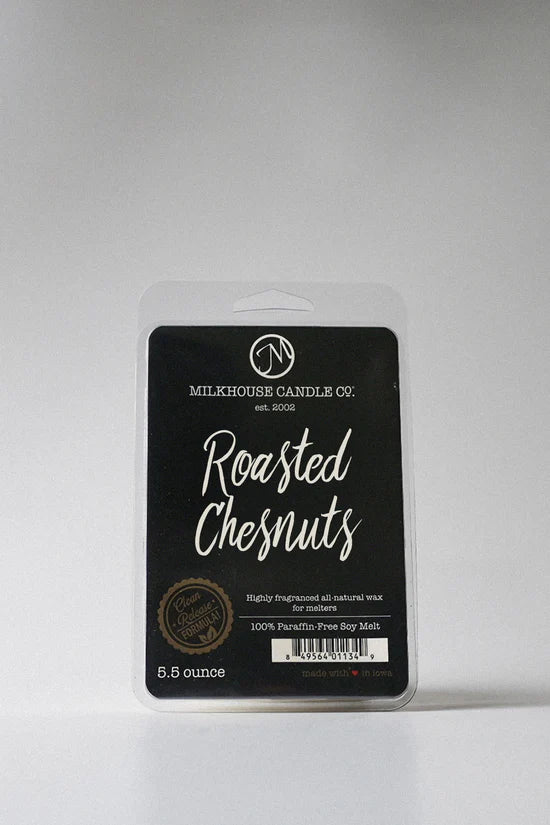 M
MILKHOUSE CANDLE CO.
est. 2002
Roasted
Chesnuts
Highly fragranced all-natural wax
for melters
100% Paraffin-Free Soy Melt
Clean
Release
FORMULA!
8 49564 01134 9
5.5 ounce
made with ♥ in iowa